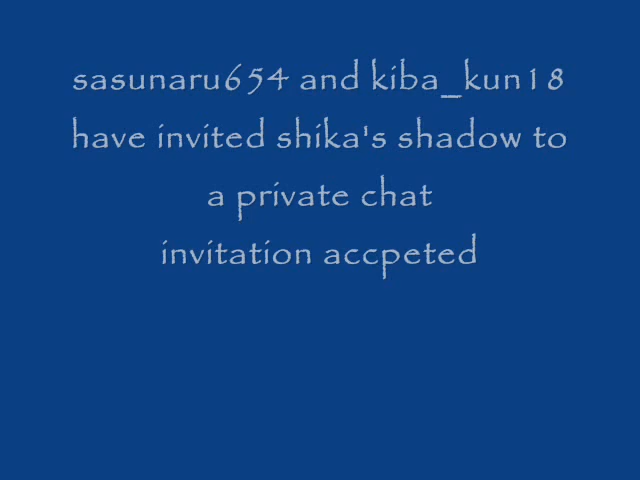 sasunaru654 and kiba_kun18
have invited shika's shadow to
a private chat
invitation accpeted